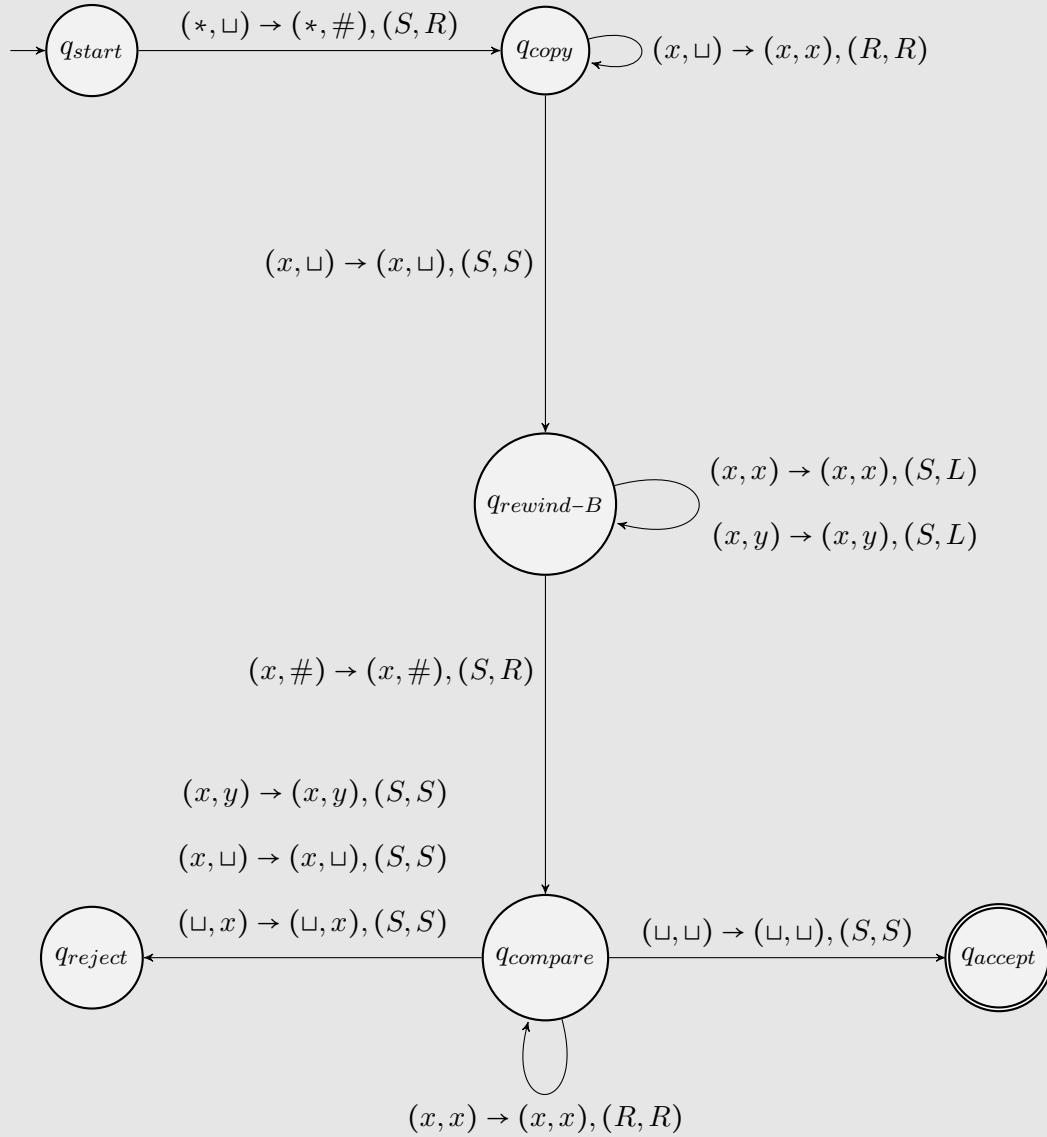 q_start
(∗, ⊔) → (∗, #), (S, R)
q_copy
(x, ⊔) → (x, x), (R, R)
(x, ⊔) → (x, ⊔), (S, S)
q_rewind−B
(x, x) → (x, x), (S, L)
(x, y) → (x, y), (S, L)
(x, #) → (x, #), (S, R)
(x, y) → (x, y), (S, S)
(x, ⊔) → (x, ⊔), (S, S)
(⊔, x) → (⊔, x), (S, S)
q_reject
q_compare
(⊔, ⊔) → (⊔, ⊔), (S, S)
q_accept
(x, x) → (x, x), (R, R)